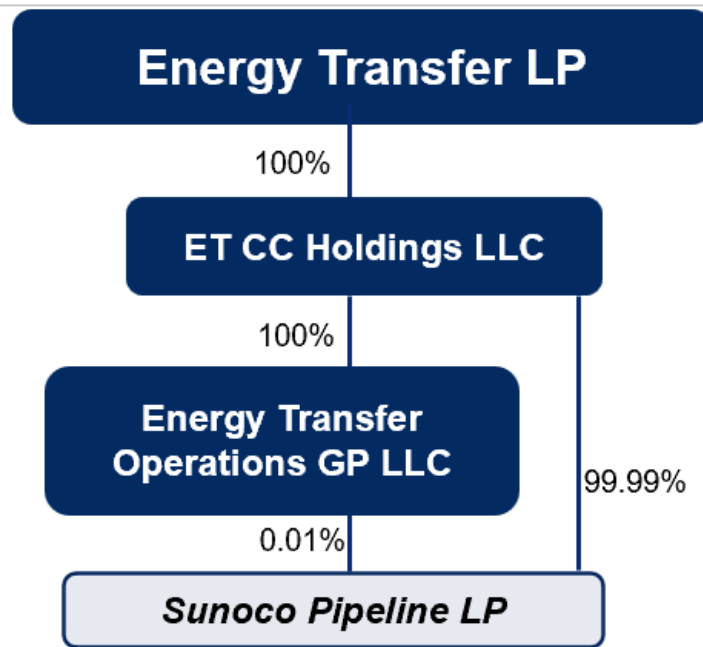 Energy Transfer LP
100%
ET CC Holdings LLC
100%
Energy Transfer
Operations GP LLC
99.99%
0.01%
Sunoco Pipeline LP